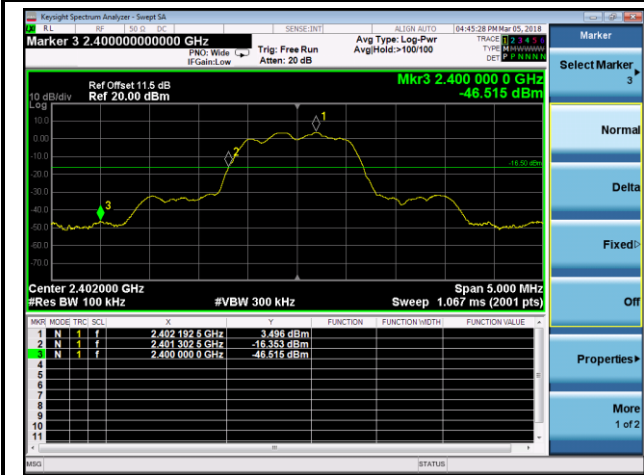 Keysight Spectrum Analyzer - Swept SA
RL RF 50 Ω DC SENSE:INT ALIGN AUTO 04:45:28 PM Mar 05, 2018
Marker 3 2.400000000000 GHz
PNO: Wide
IFGain:Low
Trig: Free Run
Atten: 20 dB
Avg Type: Log-Pwr
Avg|Hold:>100/100
TRACE 1 2 3 4 5 6
TYPE M WWWWW
DET P P N N N N
Ref Offset 11.5 dB
Ref 20.00 dBm
10 dB/div
Log
Mkr3 2.400 000 0 GHz
-46.515 dBm
10.0
0.00
-10.0
-20.0
-30.0
-40.0
-50.0
-60.0
-70.0
1
2
3
-16.50 dBm
Center 2.402000 GHz Span 5.000 MHz
#Res BW 100 kHz #VBW 300 kHz Sweep 1.067 ms (2001 pts)
MKR MODE TRC SCL X Y FUNCTION FUNCTION WIDTH FUNCTION VALUE
1 N 1 f 2.402 192 5 GHz 3.496 dBm
2 N 1 f 2.401 302 5 GHz -16.353 dBm
3 N 1 f 2.400 000 0 GHz -46.515 dBm
4
5
6
7
8
9
10
11
MSG STATUS
Marker
Select Marker
3
Normal
Delta
Fixed
Off
Properties
More
1 of 2